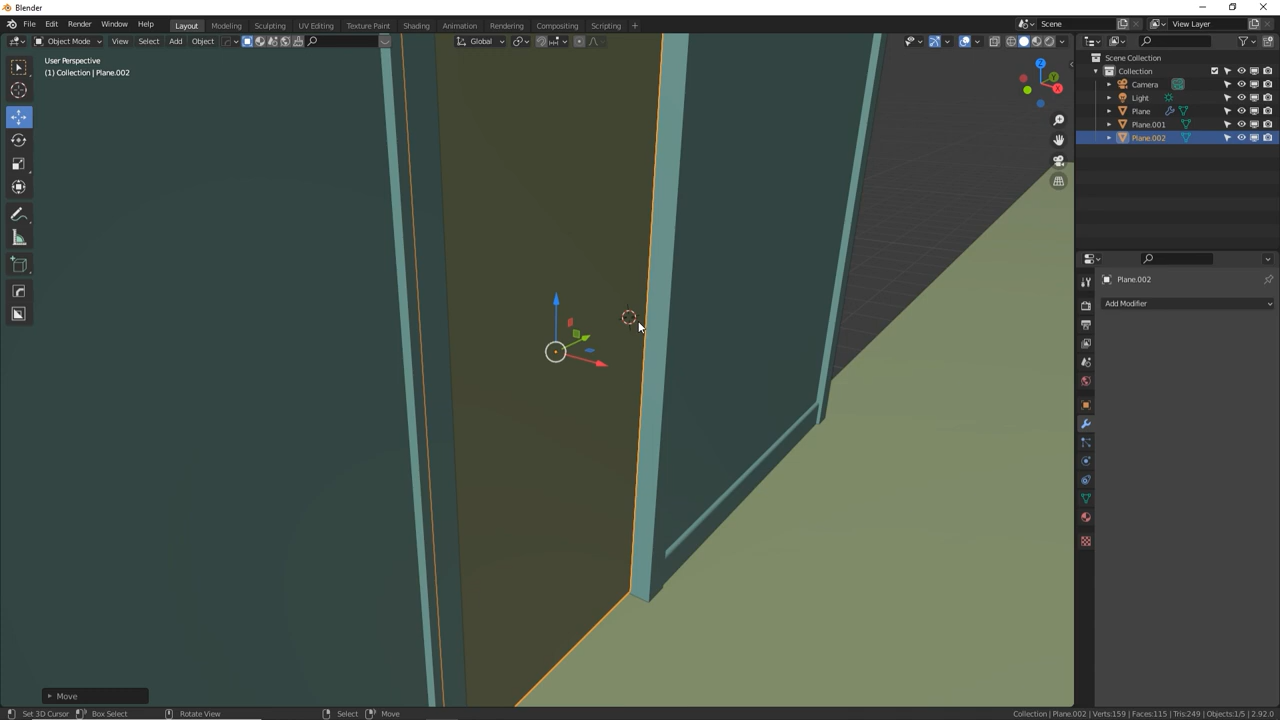 Blender
File Edit Render Window Help Layout Modeling Sculpting UV Editing Texture Paint Shading Animation Rendering Compositing Scripting + Scene View Layer
Object Mode View Select Add Object Global
User Perspective
(1) Collection | Plane.002
Z
Y
X
Scene Collection
Collection
Camera
Light
Plane
Plane.001
Plane.002
Plane.002
Add Modifier
Move
Set 3D Cursor Box Select Rotate View Select Move Collection | Plane.002 | Verts:159 | Faces:115 | Tris:249 | Objects:1/5 | 2.92.0